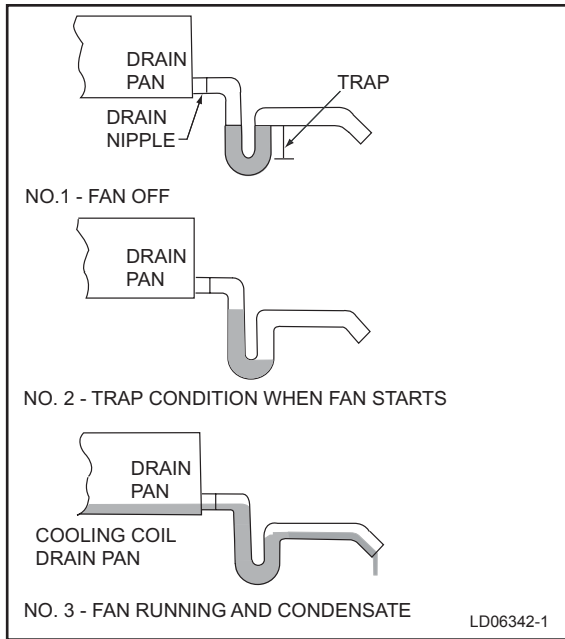 DRAIN
PAN
TRAP
DRAIN
NIPPLE
NO.1 - FAN OFF
DRAIN
PAN
NO. 2 - TRAP CONDITION WHEN FAN STARTS
DRAIN
PAN
COOLING COIL
DRAIN PAN
NO. 3 - FAN RUNNING AND CONDENSATE
LD06342-1